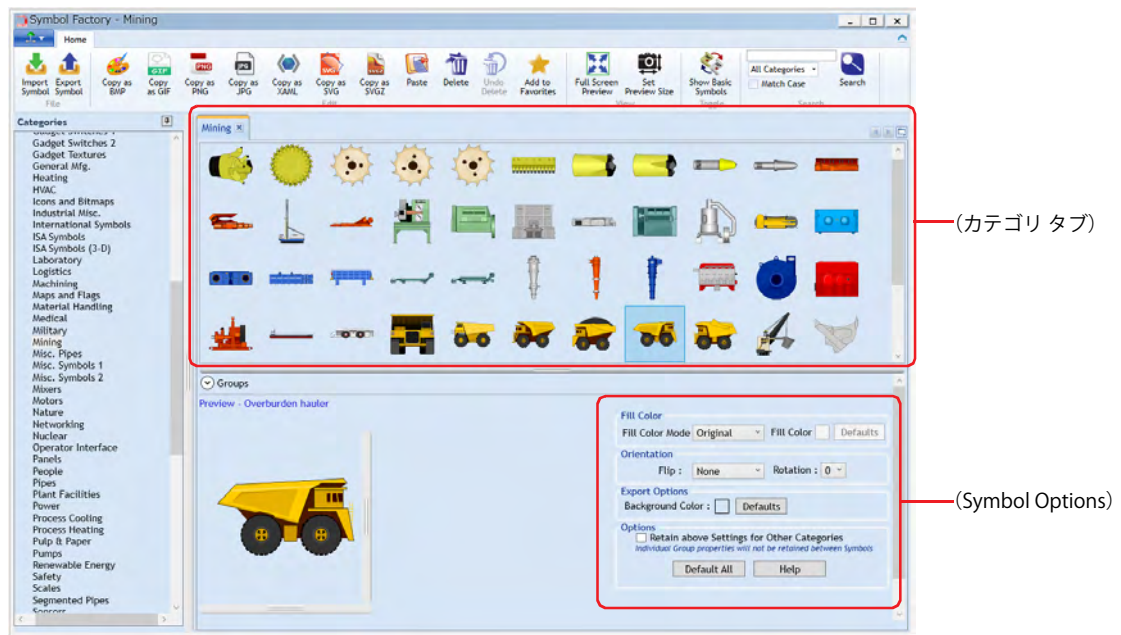 Symbol Factory - Mining
Home
Import Symbol
Export Symbol
Copy as BMP
Copy as GIF
Copy as PNG
Copy as JPG
Copy as XAML
Copy as SVG
Copy as SVGZ
Paste
Delete
Undo Delete
Add to Favorites
Full Screen Preview
Set Preview Size
Show Basic Symbols
All Categories
Match Case
Search
File
Edit
View
Toggle
Search
Categories
Gadget Switches 1
Gadget Switches 2
Gadget Textures
General Mfg.
Heating
HVAC
Icons and Bitmaps
Industrial Misc.
International Symbols
ISA Symbols
ISA Symbols (3-D)
Laboratory
Logistics
Machining
Maps and Flags
Material Handling
Medical
Military
Mining
Misc. Pipes
Misc. Symbols 1
Misc. Symbols 2
Mixers
Motors
Nature
Networking
Nuclear
Operator Interface
Panels
People
Pipes
Plant Facilities
Power
Process Cooling
Process Heating
Pulp & Paper
Pumps
Renewable Energy
Safety
Scales
Segmented Pipes
Sensors
Mining
(カテゴリ タブ)
Groups
Preview - Overburden hauler
Fill Color
Fill Color Mode Original Fill Color Defaults
Orientation
Flip : None Rotation : 0
Export Options
Background Color : Defaults
Options
Retain above Settings for Other Categories
Individual Group properties will not be retained between Symbols
Default All Help
(Symbol Options)